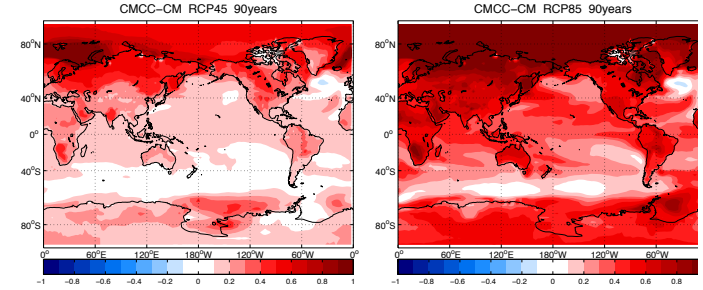 CMCC-CM RCP45 90years
CMCC-CM RCP85 90years
80°N
40°N
0°
40°S
80°S
0° 60°E 120°E 180°W 120°W 60°W 0°
-1 -0.8 -0.6 -0.4 -0.2 0 0.2 0.4 0.6 0.8 1
80°N
40°N
0°
40°S
80°S
0° 60°E 120°E 180°W 120°W 60°W
-1 -0.8 -0.6 -0.4 -0.2 0 0.2 0.4 0.6 0.8